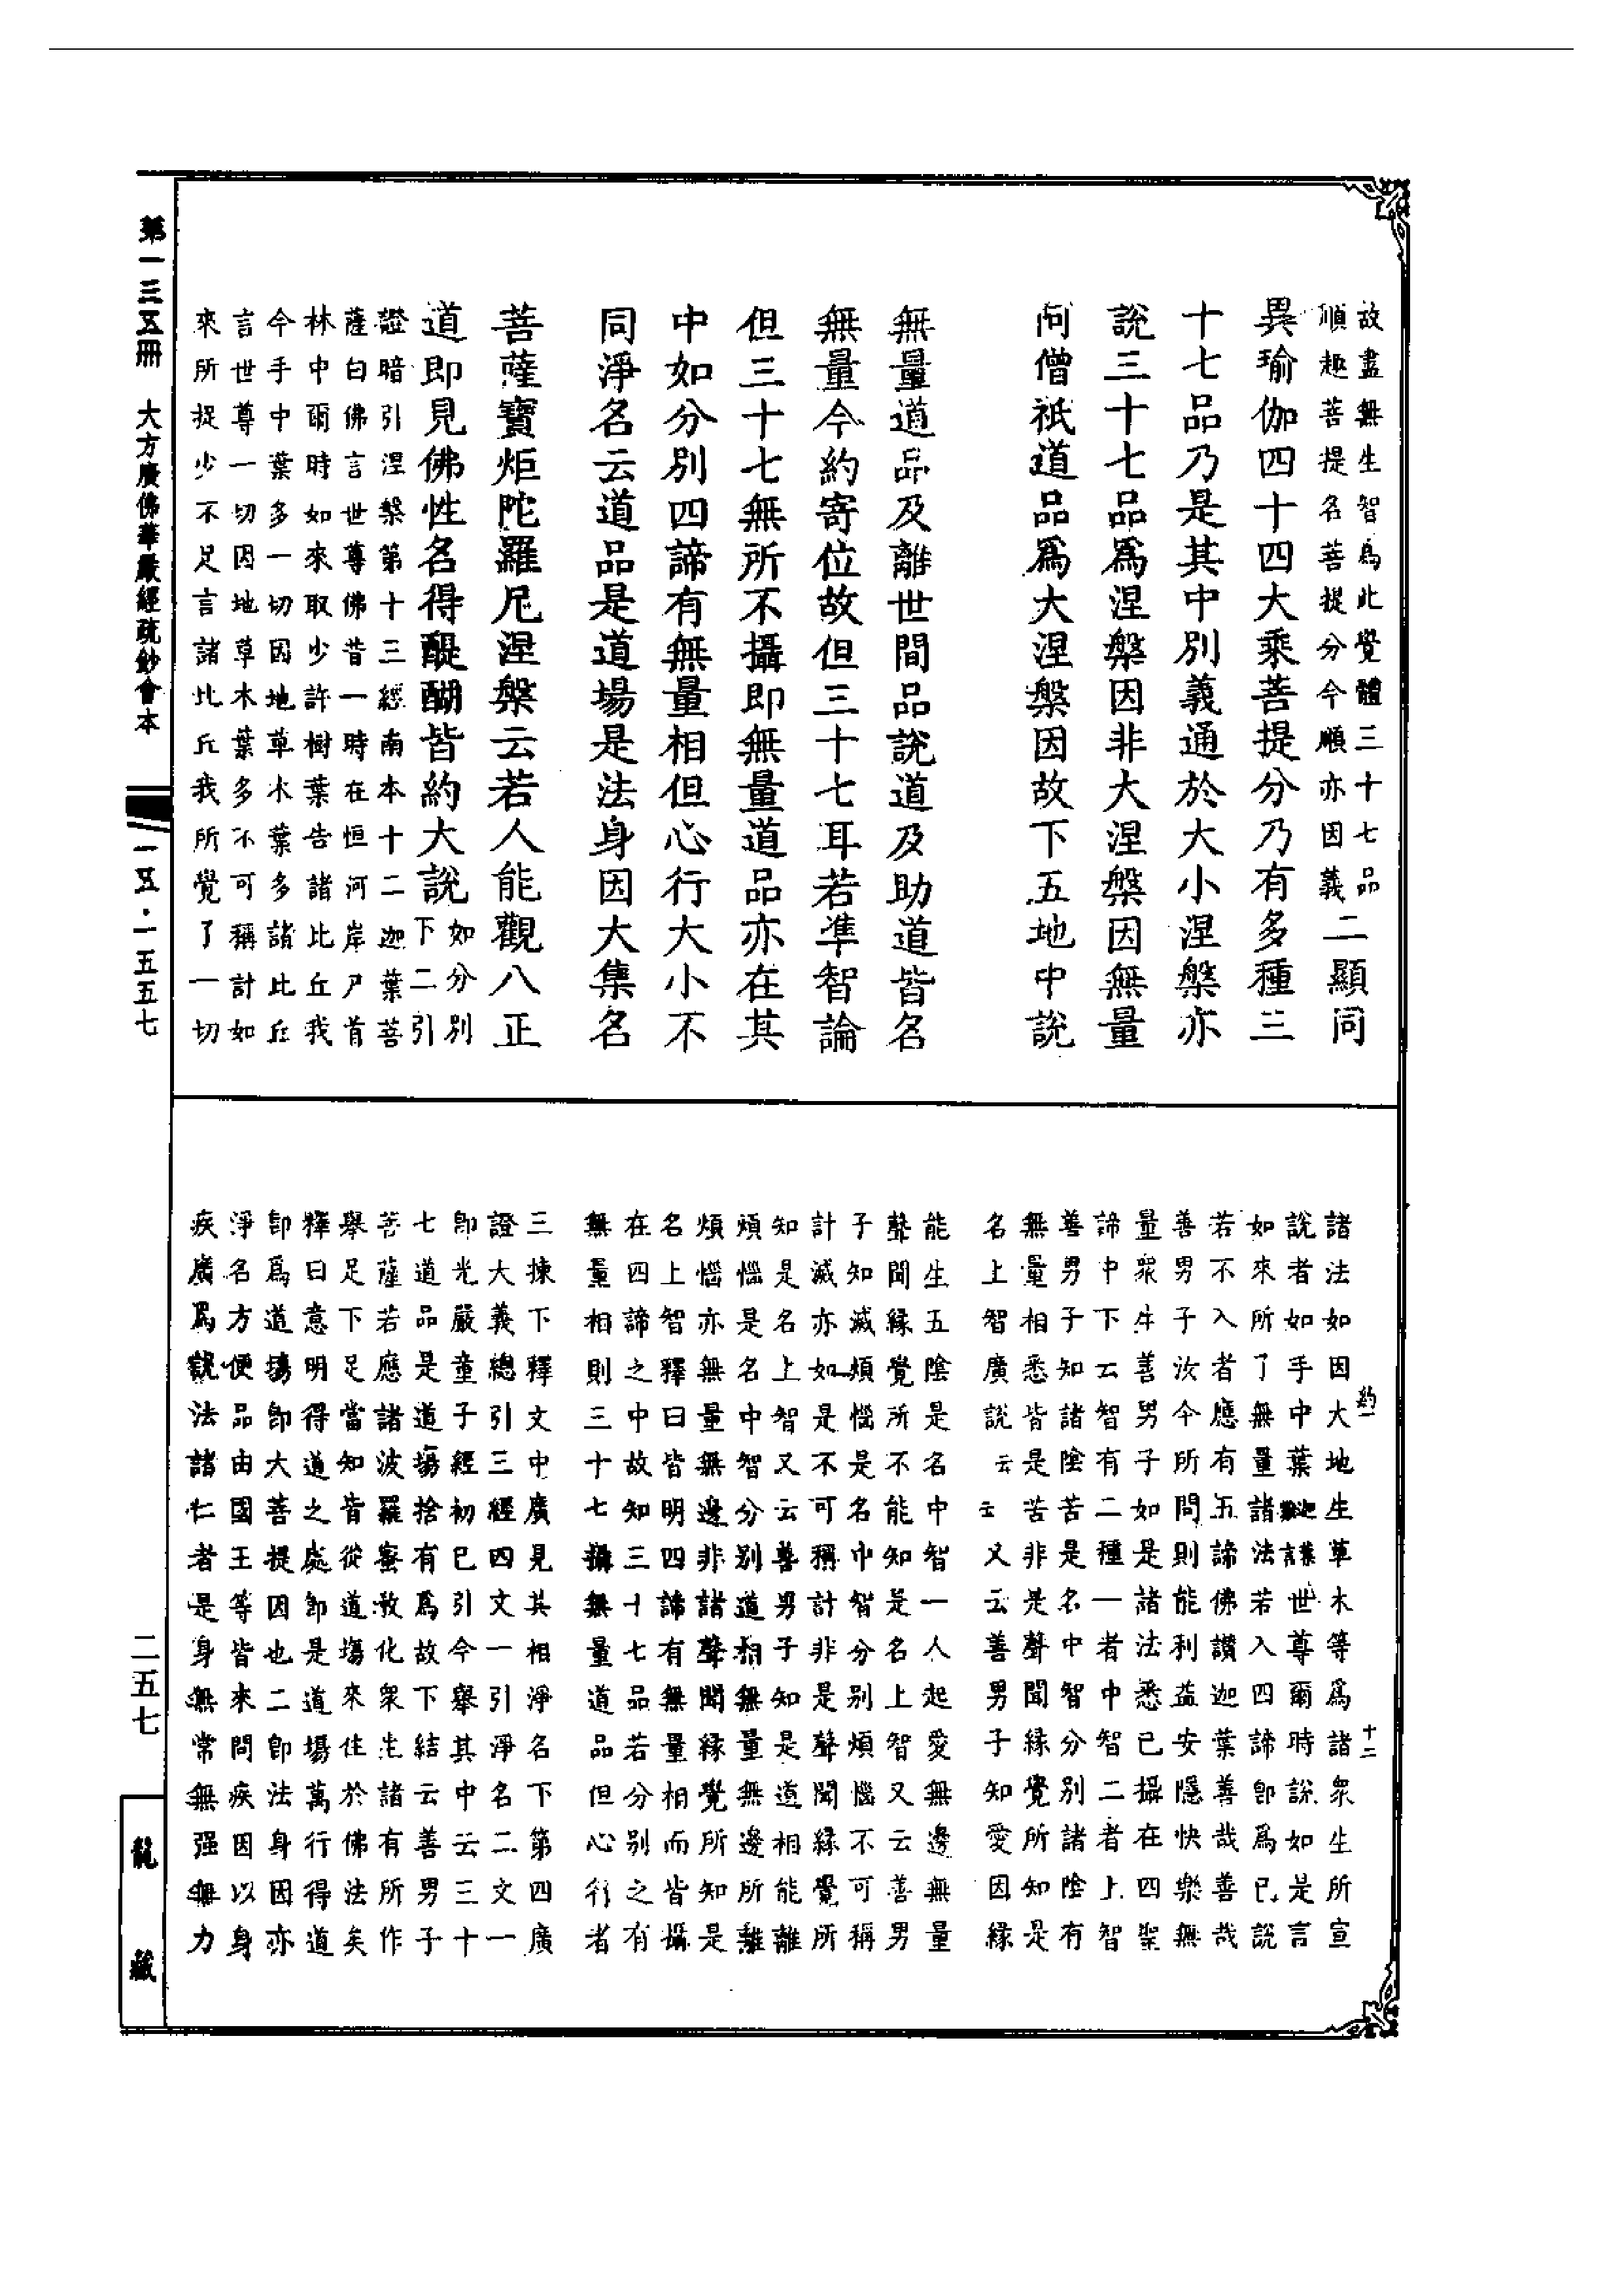 故盡無生智爲此覺體三十七品
順趣菩提名菩提分今順亦因義
二顯同
異瑜伽四十四大乘菩提分乃有多種三
十七品乃是其中別義通於大小涅槃亦
說三十七品爲涅槃因非大涅槃因無量
阿僧祇道品爲大涅槃因故下五地中說
無量道品及離世間品說道及助道皆名
無量今約寄位故但三十七耳若準智論
但三十七無所不攝即無量道品亦在其
中如分別四諦有無量相但心行大小不
同淨名云道品是道場是法身因大集名
菩薩寶炬陀羅尼涅槃云若人能觀八正
道即見佛性名得醍醐皆約大說
如分別
下二引
證暗引涅槃第十三經南本十二迦葉菩
薩白佛言世尊佛昔一時在恒河岸尸首
林中爾時如來取少許樹葉告諸比丘我
今手中葉多一切因地草木葉多諸比丘
言世尊一切因地草木葉多不可稱計如
來所捉少不足言諸比丘我所覺了一切
諸法如因大地生草木等爲諸衆生所宣
說者如手中葉
迦葉
言
世尊爾時說如是言
如來所了無量諸法若入四諦即爲已說
若不入者應有五諦佛讚迦葉善哉善哉
善男子汝今所問則能利益安隱快樂無
量衆生善男子如是諸法悉已攝在四聖
諦中下云智有二種一者中智二者上智
善男子知諸陰苦是名中智分別諸陰有
無量相悉皆是苦非是聲聞緣覺所知是
名上智廣說云云又云善男子知愛因緣
能生五陰是名中智一人起愛無邊無量
聲聞緣覺所不能知是名上智又云善男
子知滅煩惱是名中智分別煩惱不可稱
計滅亦如是不可稱計非是聲聞緣覺所
知是名上智又云善男子知是道相能離
煩惱是名中智分別道相無量無邊所離
煩惱亦無量無邊非諸聲聞緣覺所知是
名上智釋曰皆明四諦有無量相而皆攝
在四諦之中故知三十七品若分別之有
無量相則三十七攝無量道品但心行者
三揀下釋文中廣見其相淨名下第四廣
證大義總引三經四文一引淨名二文一
即光嚴童子經初已引今舉其中云三十
七道品是道場捨有爲故下結云善男子
菩薩若應諸波羅蜜教化衆生諸有所作
舉足下足當知皆從道場來住於佛法矣
釋曰意明得道之處即是道場萬行得道
即爲道場即大菩提因也二即法身因亦
淨名方便品由國王等皆來問疾因以身
疾廣爲說法諸仁者是身無常無强無力
約一
十二
第一三五冊 大方廣佛華嚴經疏鈔會本
一五·一五五七
二五七
龍藏